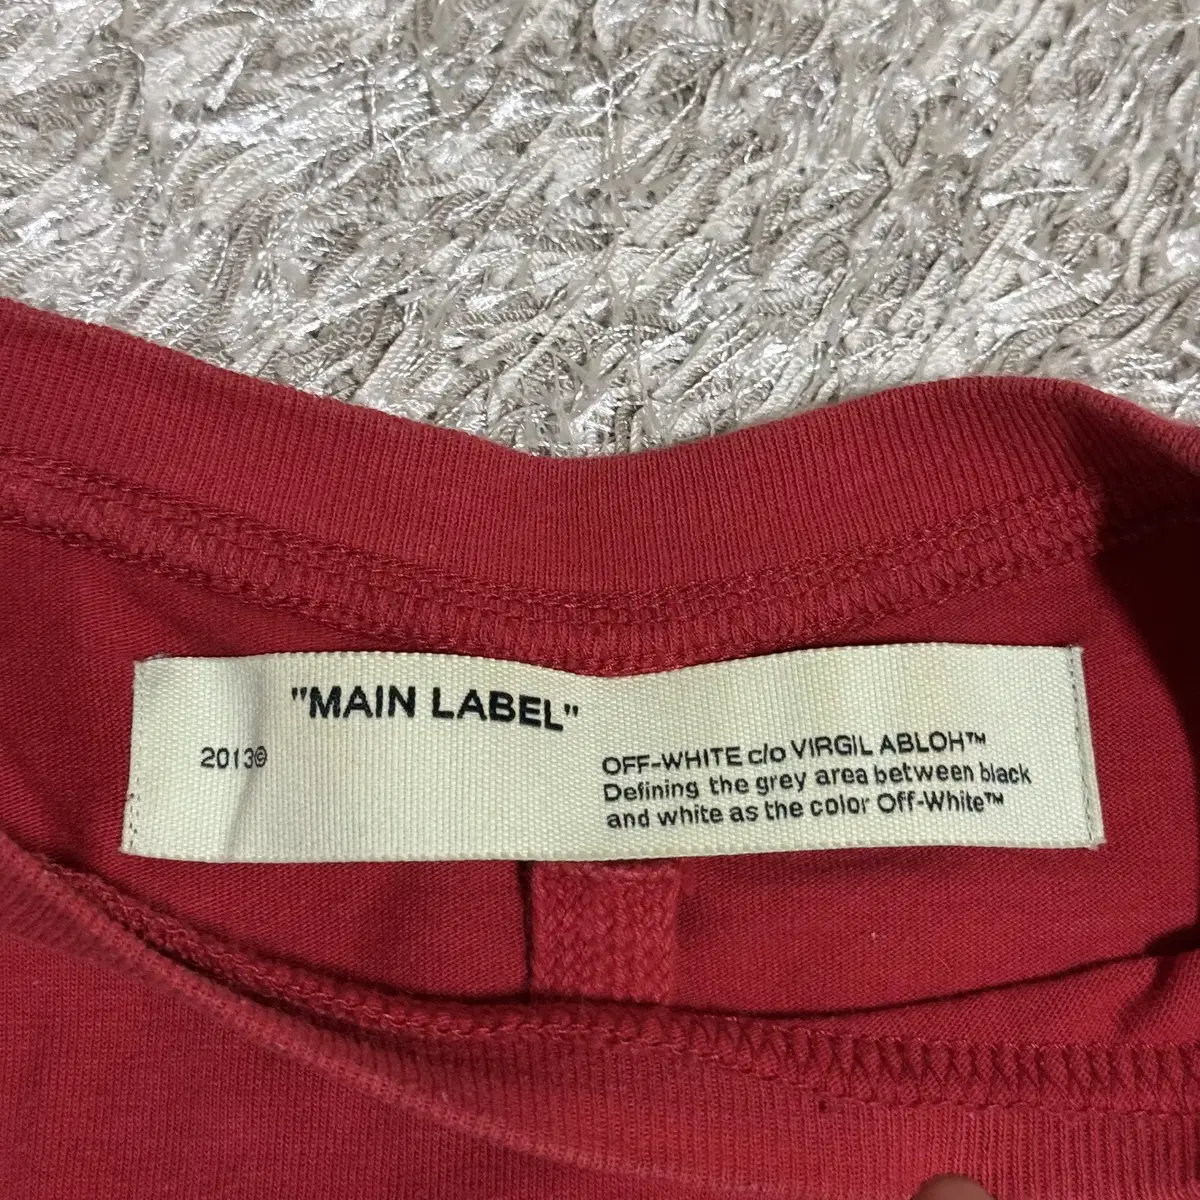 "MAIN LABEL"
2013©
OFF-WHITE c/o VIRGIL ABLOH™
Defining the grey area between black
and white as the color Off-White™